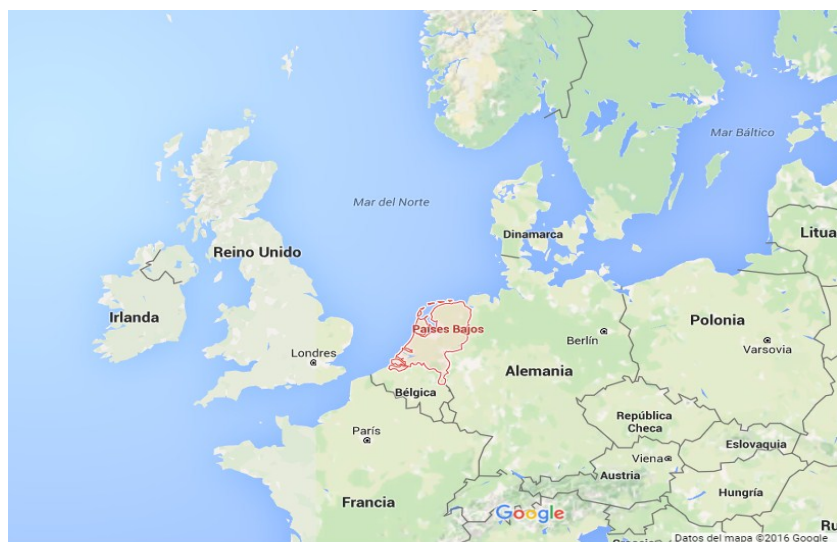 Mar Báltico
Mar del Norte
Dinamarca
Litua
Reino Unido
Irlanda
Países Bajos
Polonia
Berlín
Varsovia
Londres
Alemania
Bélgica
República
Checa
París
Eslovaquia
Viena
Austria
Hungría
Francia
Google
Ru
Datos del mapa ©2016 Google